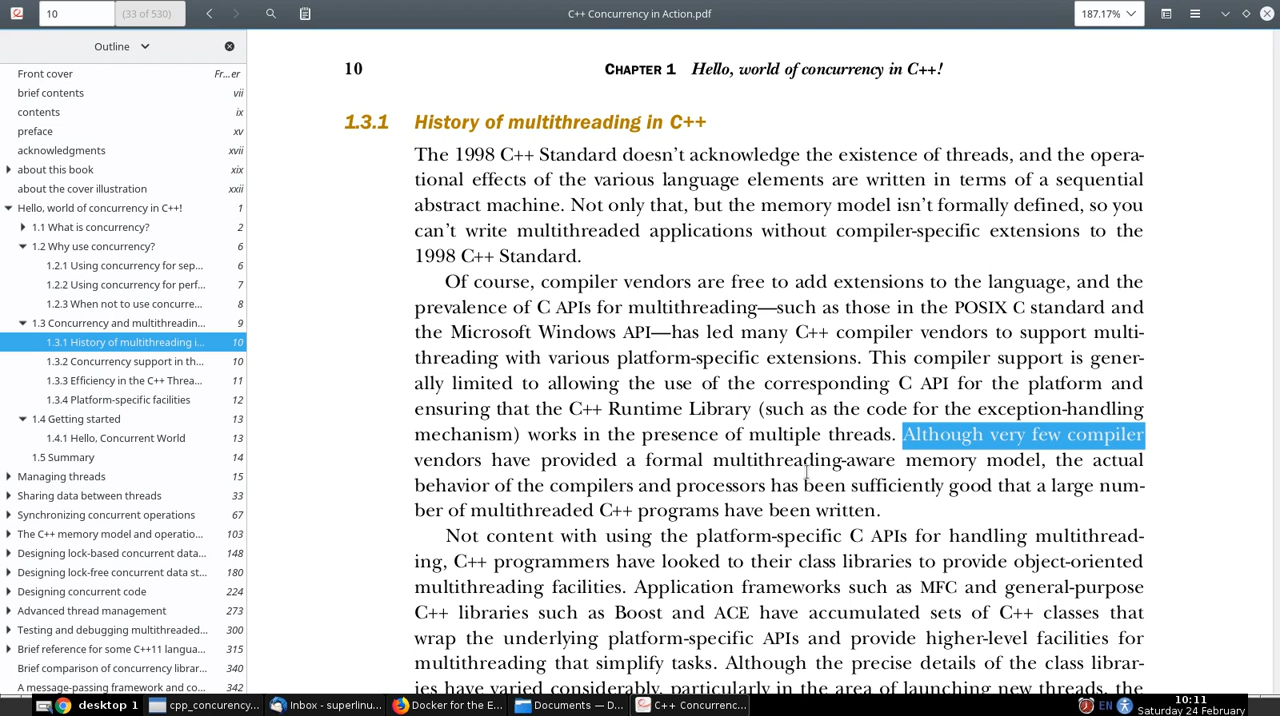 10
(33 of 530)
C++ Concurrency in Action.pdf
187.17%
Outline
Front cover Fr...er
brief contents vii
contents ix
preface xv
acknowledgments xvii
about this book xix
about the cover illustration xxii
Hello, world of concurrency in C++! 1
1.1 What is concurrency? 2
1.2 Why use concurrency? 6
1.2.1 Using concurrency for sep... 6
1.2.2 Using concurrency for perf... 7
1.2.3 When not to use concurre... 8
1.3 Concurrency and multithreadin... 9
1.3.1 History of multithreading i... 10
1.3.2 Concurrency support in th... 10
1.3.3 Efficiency in the C++ Threa... 11
1.3.4 Platform-specific facilities 12
1.4 Getting started 13
1.4.1 Hello, Concurrent World 13
1.5 Summary 14
Managing threads 15
Sharing data between threads 33
Synchronizing concurrent operations 67
The C++ memory model and operatio... 103
Designing lock-based concurrent data... 148
Designing lock-free concurrent data st... 180
Designing concurrent code 224
Advanced thread management 273
Testing and debugging multithreaded... 300
Brief reference for some C++11 langua... 315
Brief comparison of concurrency librar... 340
A message-passing framework and co... 342
10 CHAPTER 1 Hello, world of concurrency in C++!
1.3.1 History of multithreading in C++
The 1998 C++ Standard doesn't acknowledge the existence of threads, and the opera-
tional effects of the various language elements are written in terms of a sequential
abstract machine. Not only that, but the memory model isn't formally defined, so you
can't write multithreaded applications without compiler-specific extensions to the
1998 C++ Standard.
Of course, compiler vendors are free to add extensions to the language, and the
prevalence of C APIs for multithreading—such as those in the POSIX C standard and
the Microsoft Windows API—has led many C++ compiler vendors to support multi-
threading with various platform-specific extensions. This compiler support is gener-
ally limited to allowing the use of the corresponding C API for the platform and
ensuring that the C++ Runtime Library (such as the code for the exception-handling
mechanism) works in the presence of multiple threads. Although very few compiler
vendors have provided a formal multithreading-aware memory model, the actual
behavior of the compilers and processors has been sufficiently good that a large num-
ber of multithreaded C++ programs have been written.
Not content with using the platform-specific C APIs for handling multithread-
ing, C++ programmers have looked to their class libraries to provide object-oriented
multithreading facilities. Application frameworks such as MFC and general-purpose
C++ libraries such as Boost and ACE have accumulated sets of C++ classes that
wrap the underlying platform-specific APIs and provide higher-level facilities for
multithreading that simplify tasks. Although the precise details of the class librar-
ies have varied considerably, particularly in the area of launching new threads, the
desktop 1
cpp_concurrency...
Inbox - superlinu...
Docker for the E...
Documents — D...
C++ Concurrenc...
EN
10:11
Saturday 24 February